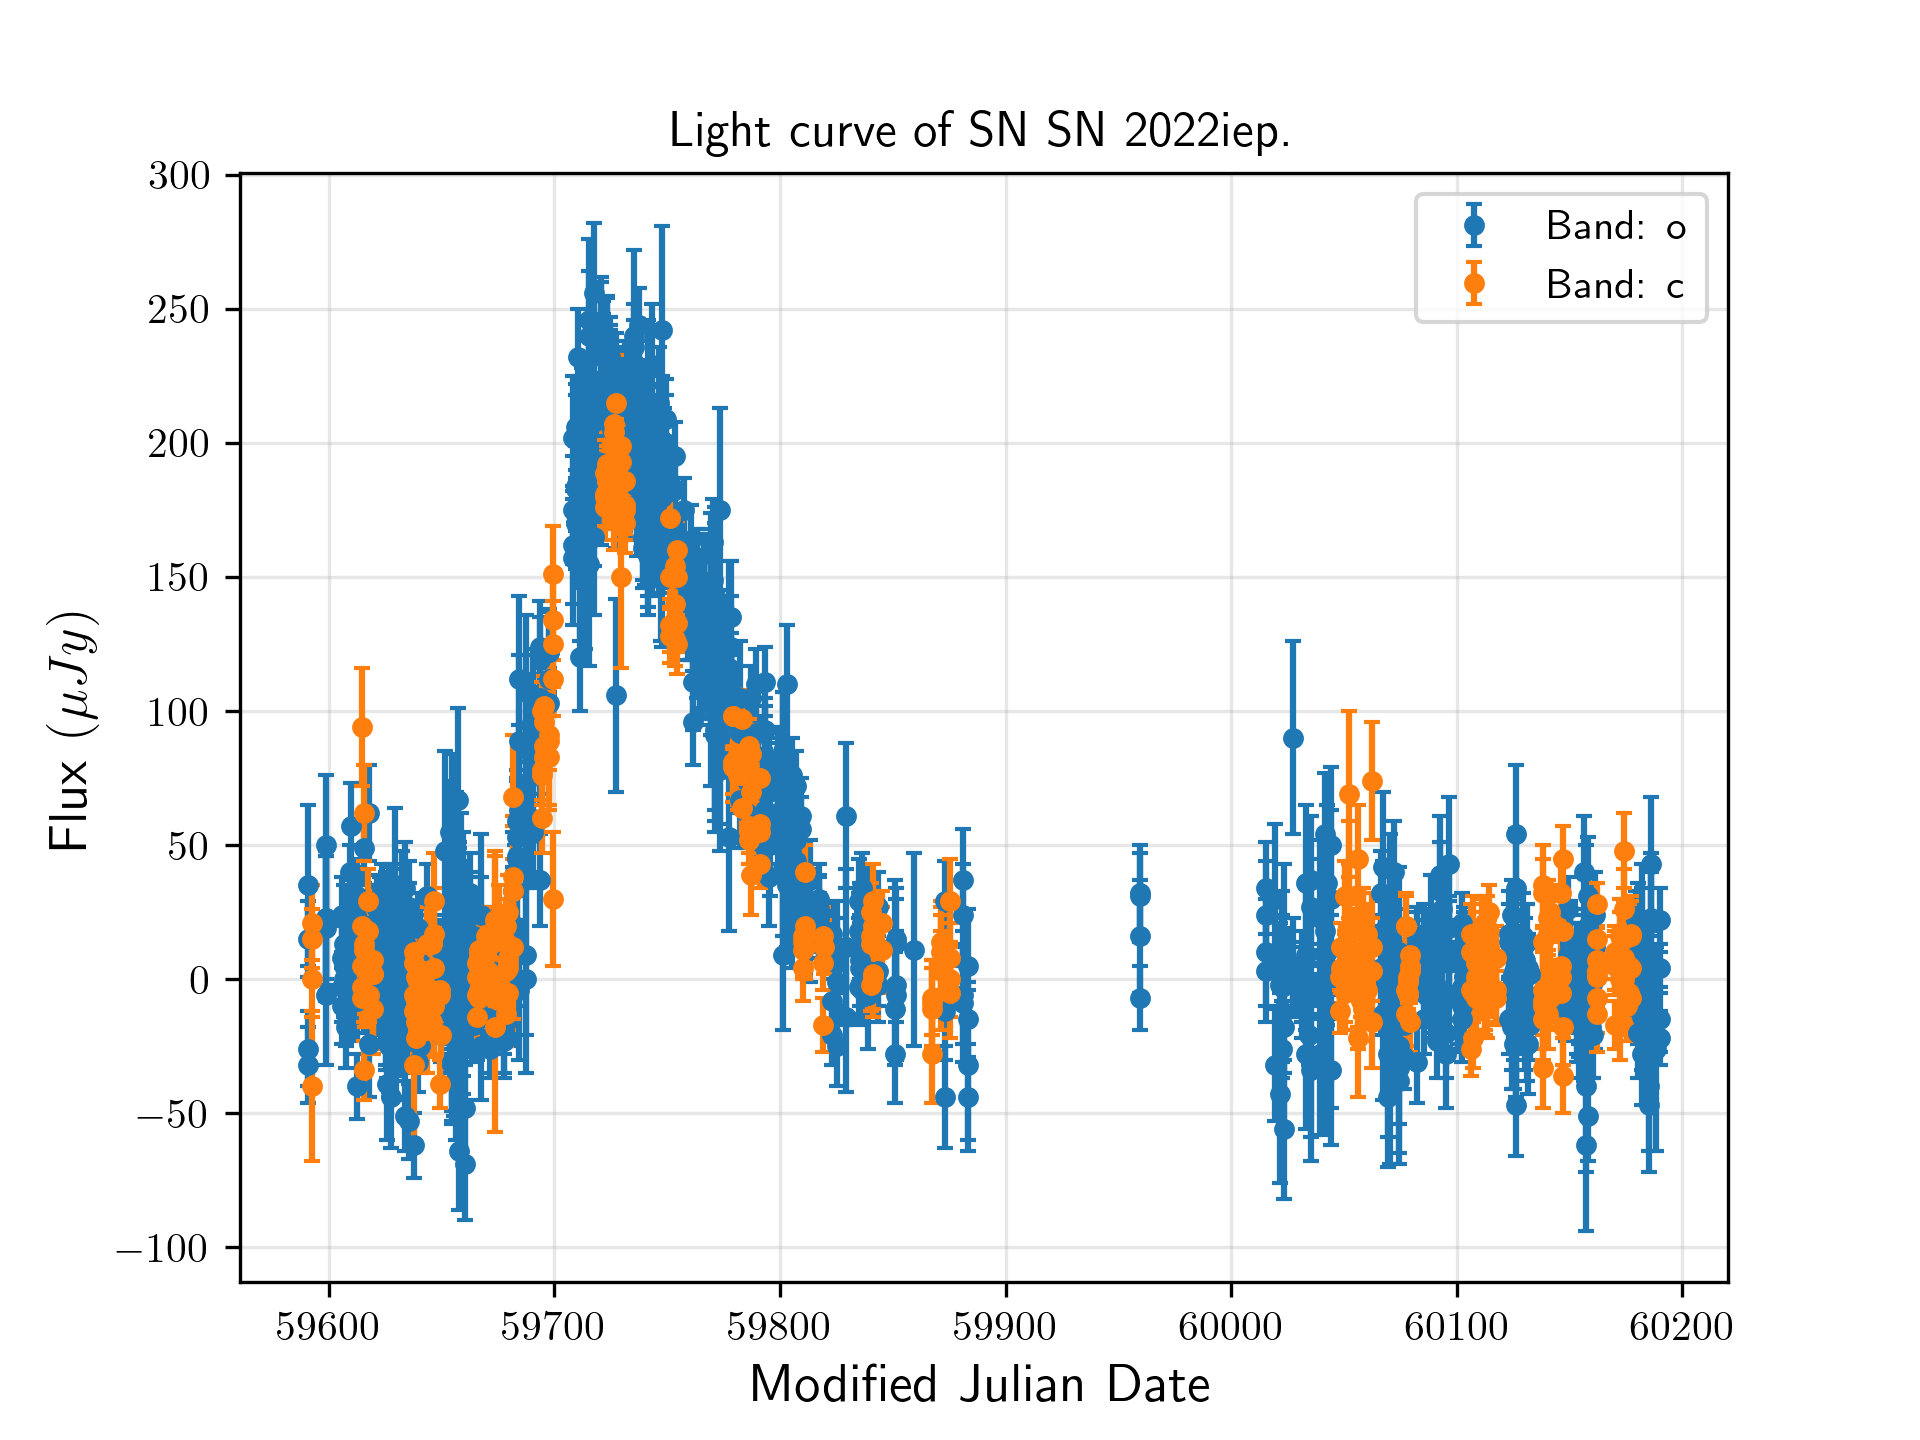 Light curve of SN SN 2022iep.
300
250
200
150
100
50
0
−50
−100
Flux (μJy)
Band: o
Band: c
59600 59700 59800 59900 60000 60100 60200
Modified Julian Date